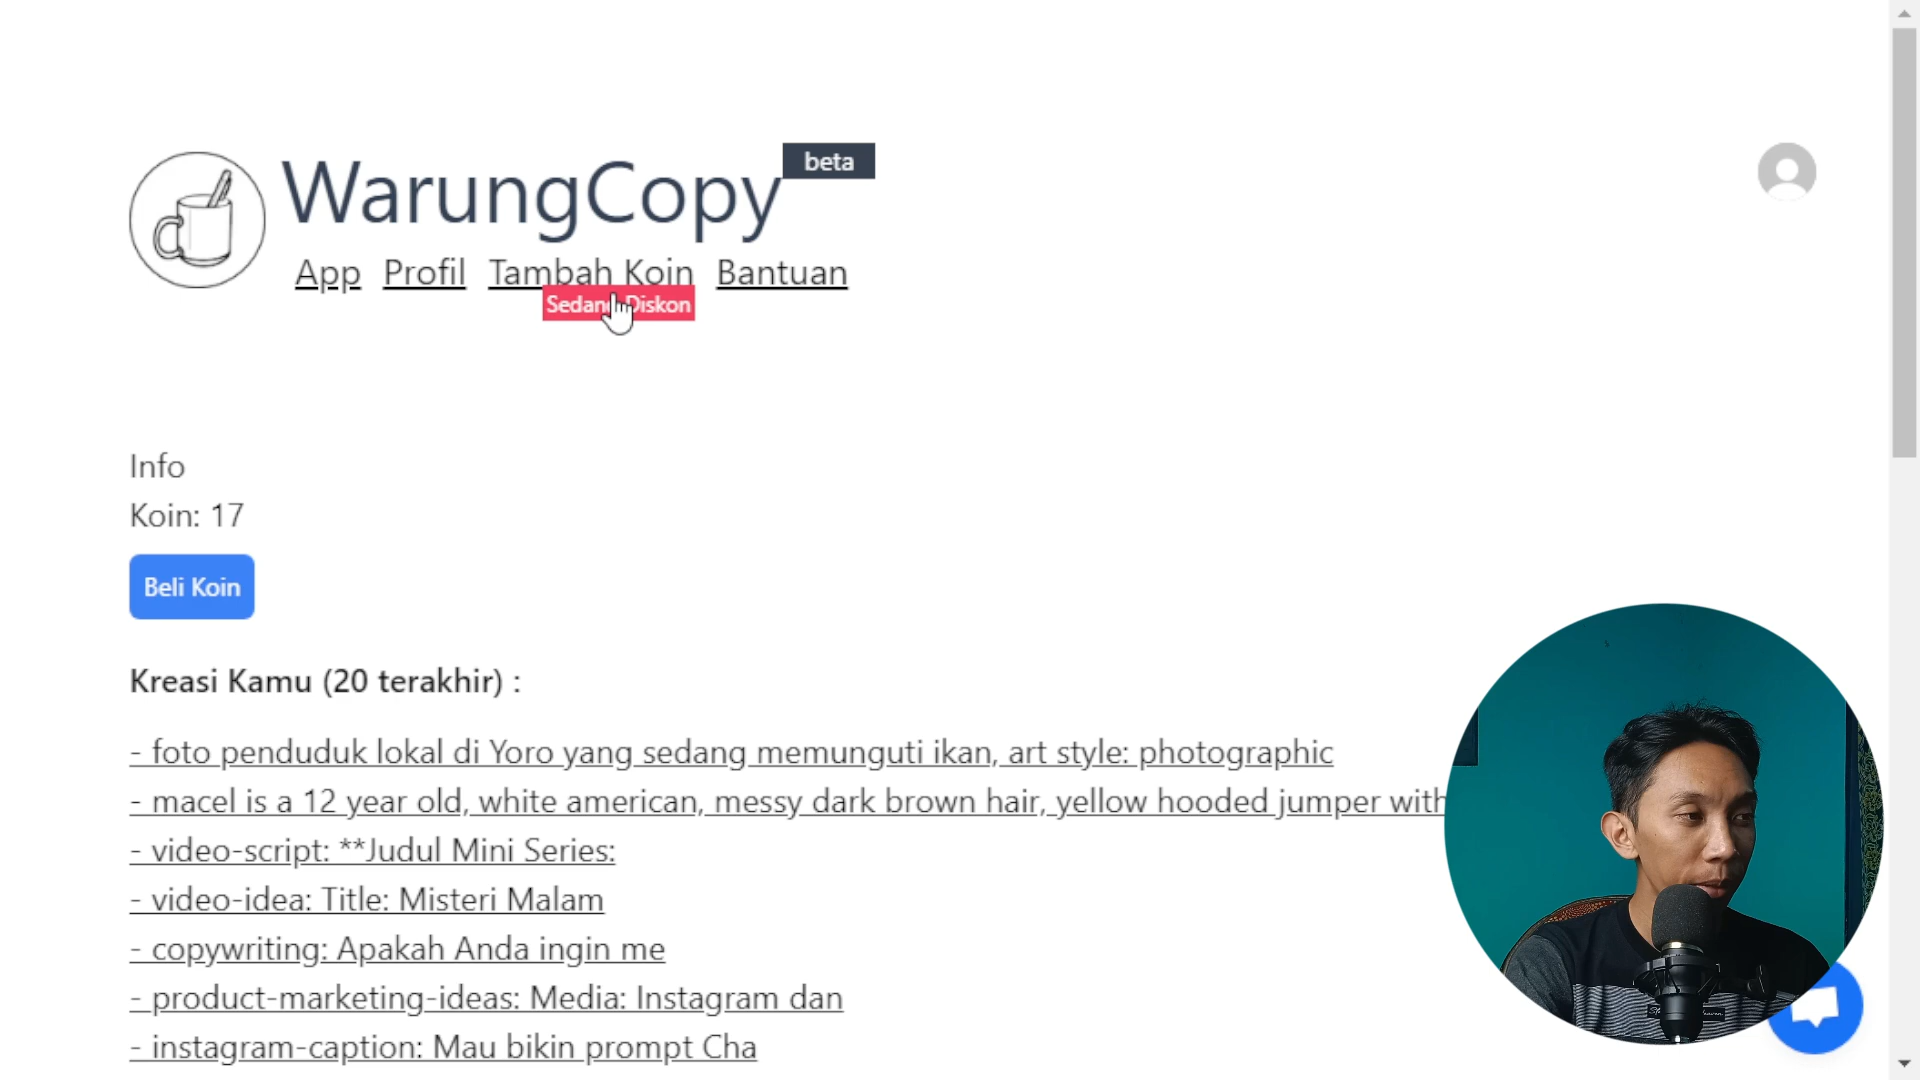 WarungCopy beta
App Profil Tambah Koin Bantuan
Sedang Diskon
Info
Koin: 17
Beli Koin
Kreasi Kamu (20 terakhir) :
- foto penduduk lokal di Yoro yang sedang memunguti ikan, art style: photographic
- macel is a 12 year old, white american, messy dark brown hair, yellow hooded jumper with
- video-script: **Judul Mini Series:
- video-idea: Title: Misteri Malam
- copywriting: Apakah Anda ingin me
- product-marketing-ideas: Media: Instagram dan
- instagram-caption: Mau bikin prompt Cha